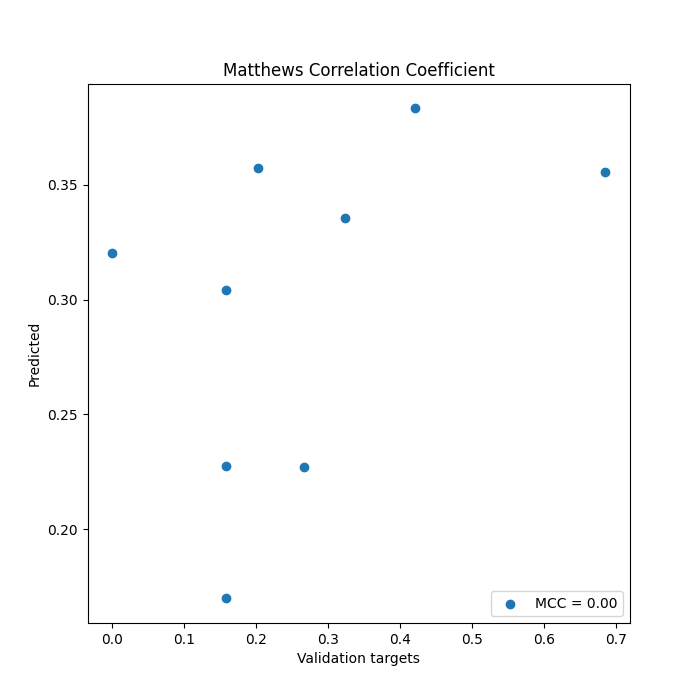 Matthews Correlation Coefficient
Predicted
0.35
0.30
0.25
0.20
MCC = 0.00
0.0 0.1 0.2 0.3 0.4 0.5 0.6 0.7
Validation targets